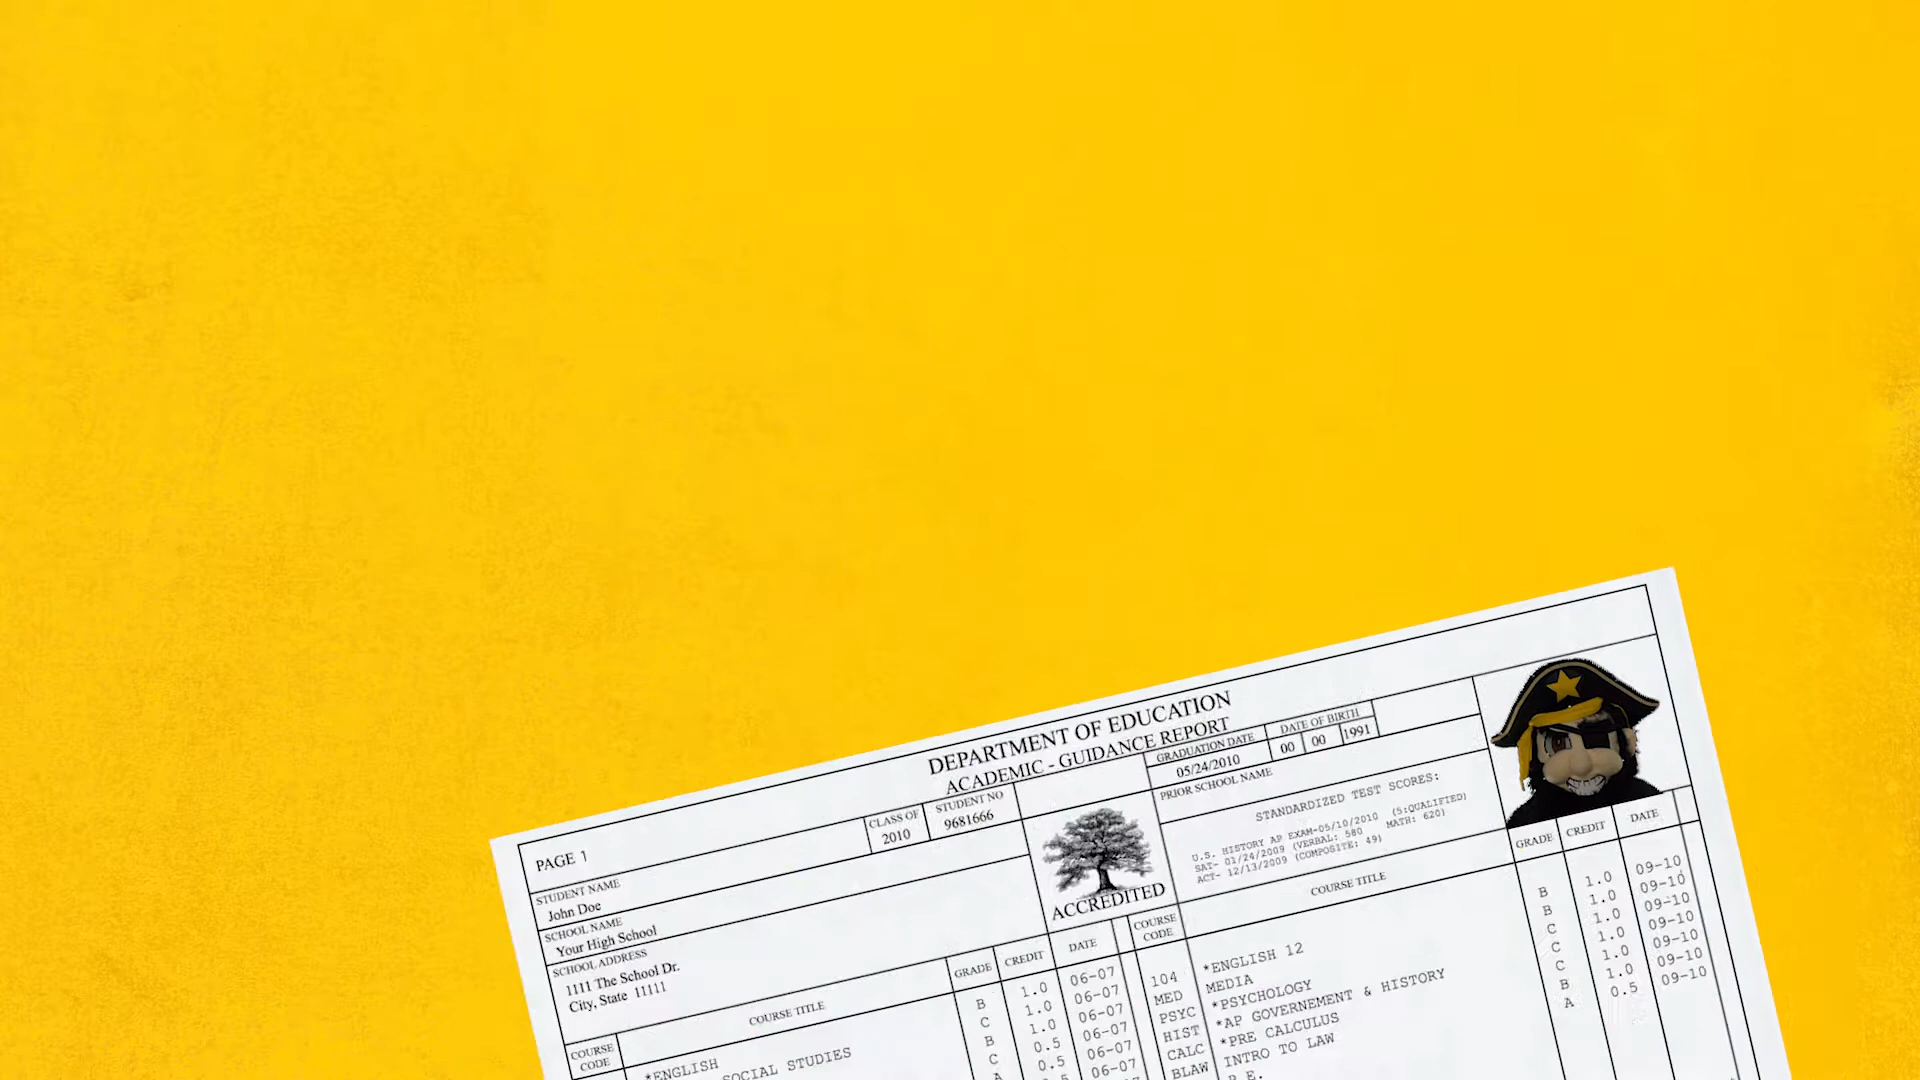 DEPARTMENT OF EDUCATION
ACADEMIC - GUIDANCE REPORT
PAGE 1
CLASS OF
2010
STUDENT NO
9681666
GRADUATION DATE
05/24/2010
DATE OF BIRTH
00 00 1991
STUDENT NAME
John Doe
SCHOOL NAME
Your High School
SCHOOL ADDRESS
1111 The School Dr.
City, State 11111
ACCREDITED
PRIOR SCHOOL NAME
STANDARDIZED TEST SCORES:
U.S. HISTORY AP EXAM-05/10/2010 (5:QUALIFIED)
SAT- 01/24/2009 (VERBAL: 580 MATH: 620)
ACT- 12/13/2009 (COMPOSITE: 49)
COURSE CODE
COURSE TITLE
GRADE
CREDIT
DATE
*ENGLISH B 1.0 06-07
SOCIAL STUDIES C 1.0 06-07
B 1.0 06-07
C 0.5 06-07
A 0.5 06-07
06-07
COURSE CODE
COURSE TITLE
GRADE
CREDIT
DATE
104 *ENGLISH 12 B 1.0 09-10
MED MEDIA B 1.0 09-10
PSYC *PSYCHOLOGY C 1.0 09-10
HIST *AP GOVERNEMENT & HISTORY C 1.0 09-10
CALC *PRE CALCULUS C 1.0 09-10
BLAW INTRO TO LAW B 1.0 09-10
P.E. A 0.5 09-10